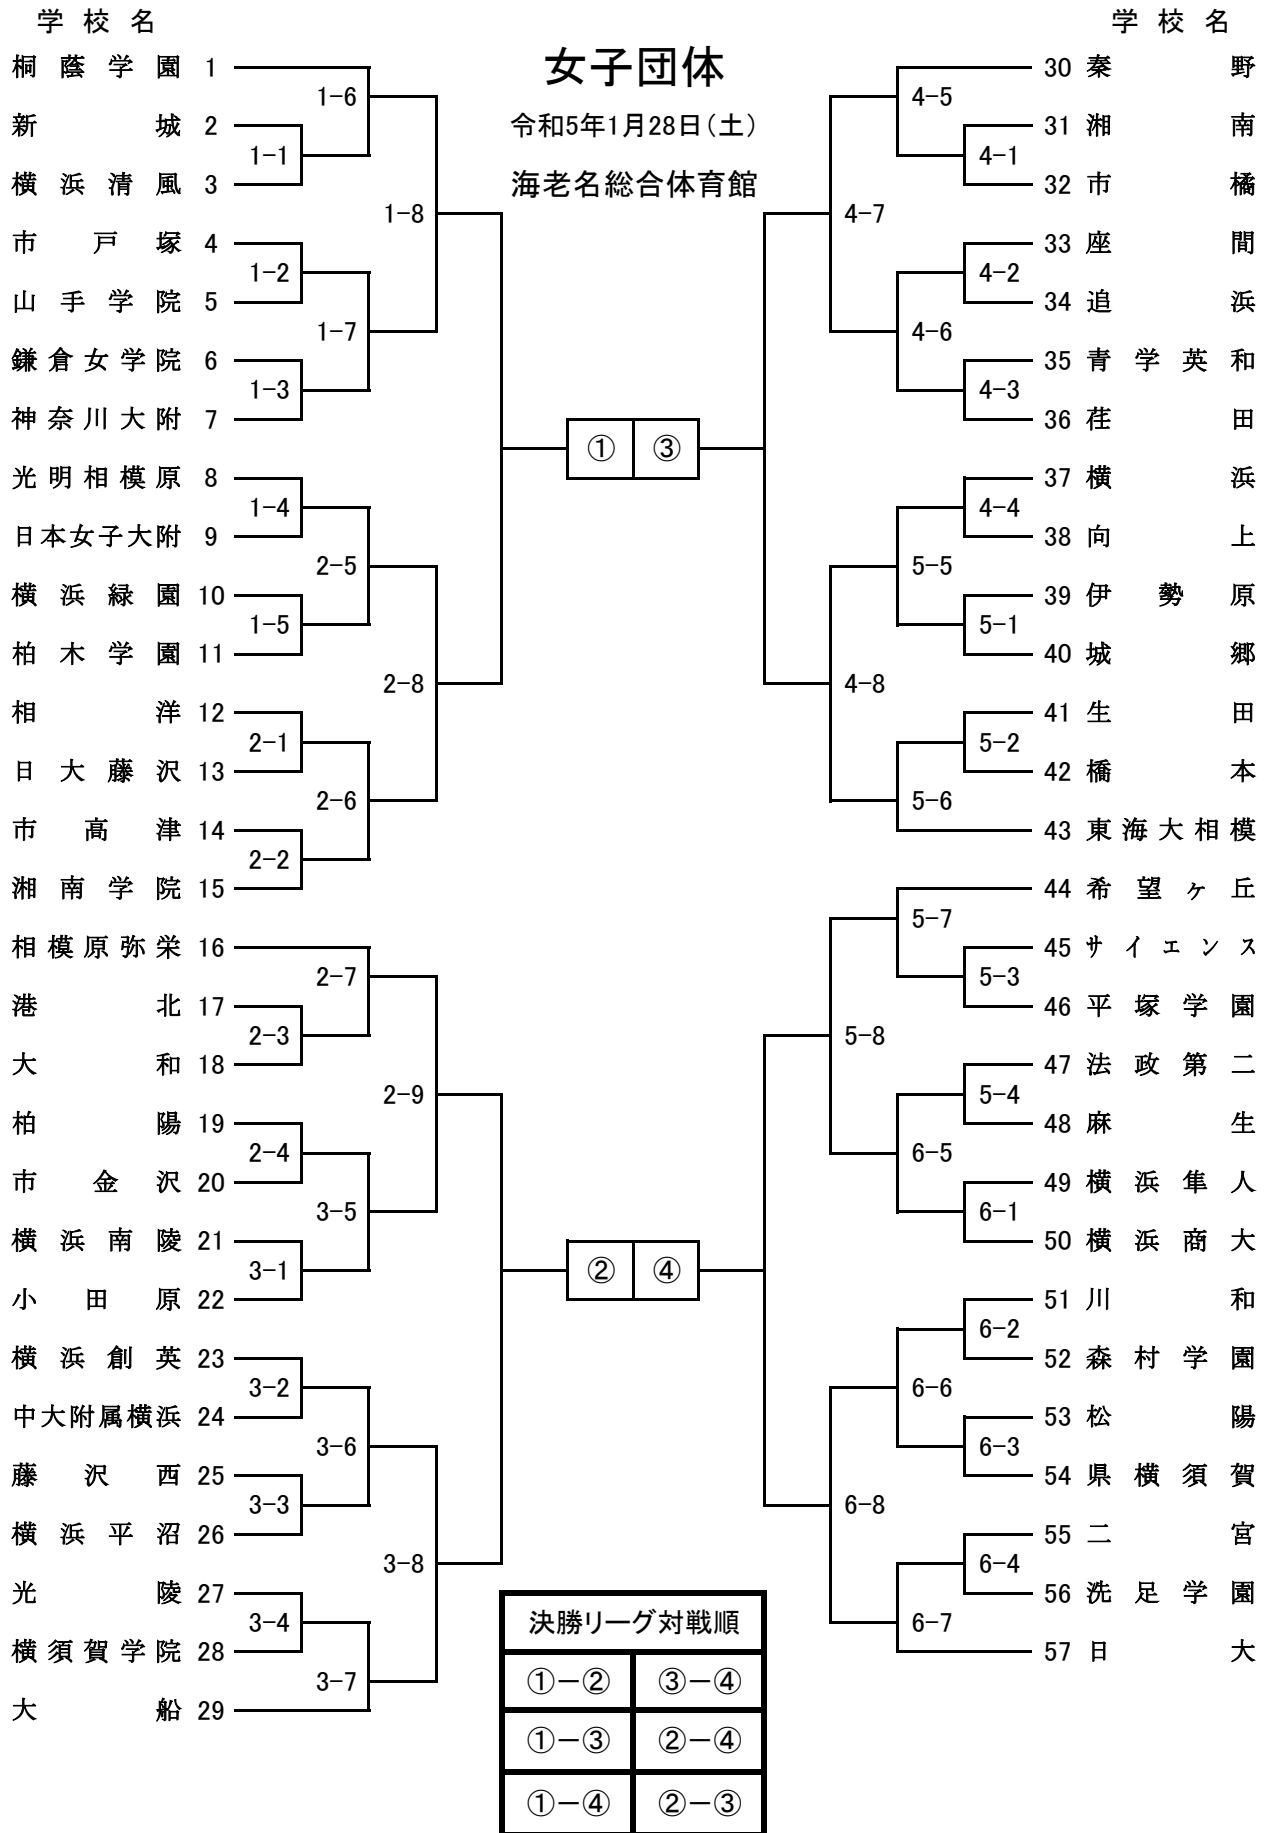 学校名
桐蔭学園 1
新城 2
横浜清風 3
市戸塚 4
山手学院 5
鎌倉女学院 6
神奈川大附 7
光明相模原 8
日本女子大附 9
横浜緑園 10
柏木学園 11
相洋 12
日大藤沢 13
市高津 14
湘南学院 15
相模原弥栄 16
港北 17
大和 18
柏陽 19
市金沢 20
横浜南陵 21
小田原 22
横浜創英 23
中大附属横浜 24
藤沢西 25
横浜平沼 26
光陵 27
横須賀学院 28
大船 29
1-6
1-1
1-8
1-2
1-7
1-3
1-4
2-5
1-5
2-8
2-1
2-6
2-2
2-7
2-3
2-9
2-4
3-5
3-1
3-2
3-6
3-3
3-8
3-4
3-7
女子団体
令和5年1月28日(土)
海老名総合体育館
① ③
② ④
決勝リーグ対戦順
①-② ③-④
①-③ ②-④
①-④ ②-③
4-5
4-1
4-7
4-2
4-6
4-3
4-4
5-5
5-1
4-8
5-2
5-6
5-7
5-3
5-8
5-4
6-5
6-1
6-2
6-6
6-3
6-8
6-4
6-7
学校名
30 秦野
31 湘南
32 市橘
33 座間
34 追浜
35 青学英和
36 荏田
37 横浜
38 向上
39 伊勢原
40 城郷
41 生田
42 橋本
43 東海大相模
44 希望ヶ丘
45 サイエンス
46 平塚学園
47 法政第二
48 麻生
49 横浜隼人
50 横浜商大
51 川和
52 森村学園
53 松陽
54 県横須賀
55 二宮
56 洗足学園
57 日大